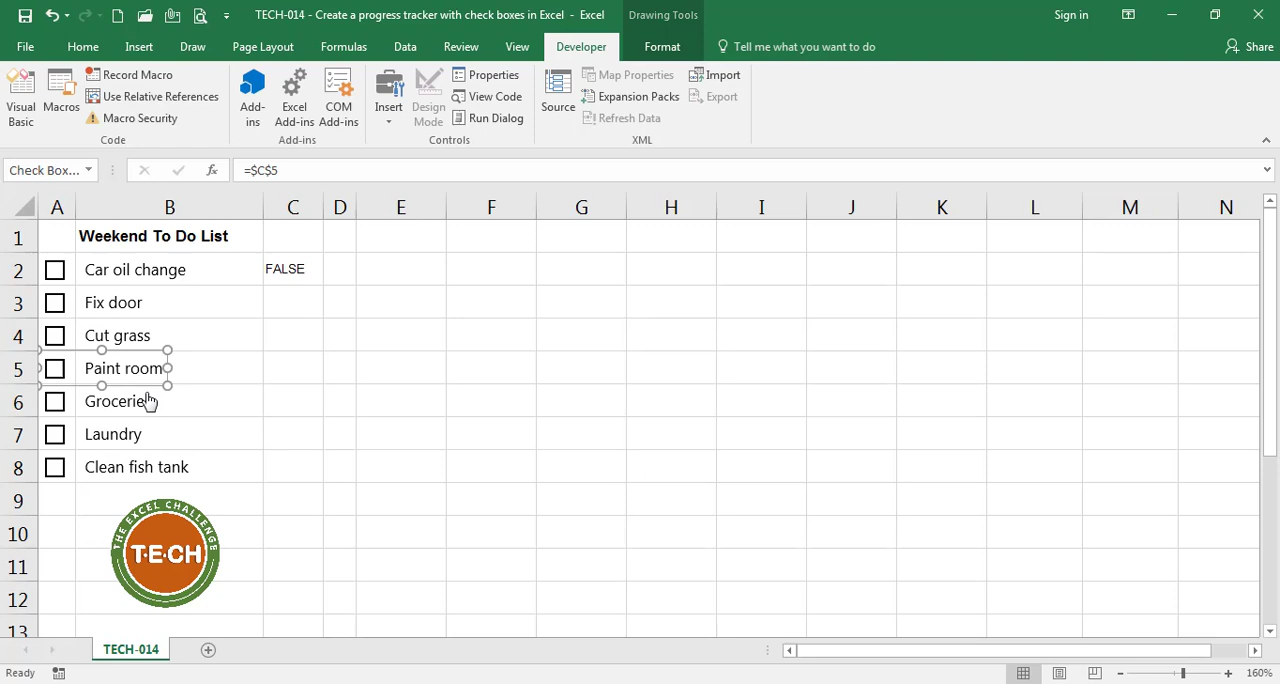 TECH-014 - Create a progress tracker with check boxes in Excel - Excel
Drawing Tools
Sign in
File Home Insert Draw Page Layout Formulas Data Review View Developer Format Tell me what you want to do Share
Visual Basic
Macros
Record Macro
Use Relative References
Macro Security
Code
Add-ins
Excel Add-ins
COM Add-ins
Add-ins
Insert
Design Mode
Properties
View Code
Run Dialog
Controls
Source
Map Properties
Expansion Packs
Refresh Data
Import
Export
XML
Check Box... fx =$C$5
A B C D E F G H I J K L M N
1 Weekend To Do List
2 Car oil change FALSE
3 Fix door
4 Cut grass
5 Paint room
6 Grocerie
7 Laundry
8 Clean fish tank
9
10
11
12
13
THE EXCEL CHALLENGE
T·E·CH
TECH-014
Ready
160%